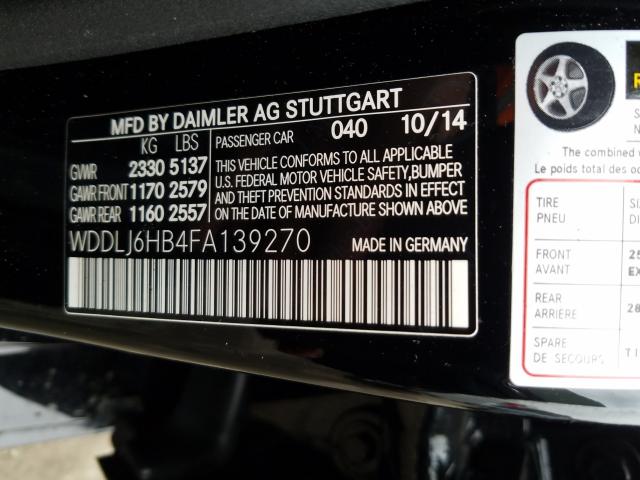 MFD BY DAIMLER AG STUTTGART
KG LBS
GVWR 2330 5137
GAWR FRONT 1170 2579
GAWR REAR 1160 2557
PASSENGER CAR 040 10/14
THIS VEHICLE CONFORMS TO ALL APPLICABLE
U.S. FEDERAL MOTOR VEHICLE SAFETY,BUMPER
AND THEFT PREVENTION STANDARDS IN EFFECT
ON THE DATE OF MANUFACTURE SHOWN ABOVE
WDDLJ6HB4FA139270 MADE IN GERMANY
The combined
Le poids total des
TIRE
PNEU
FRONT
AVANT
REAR
ARRIÈRE
28
SPARE
DE SECOURS